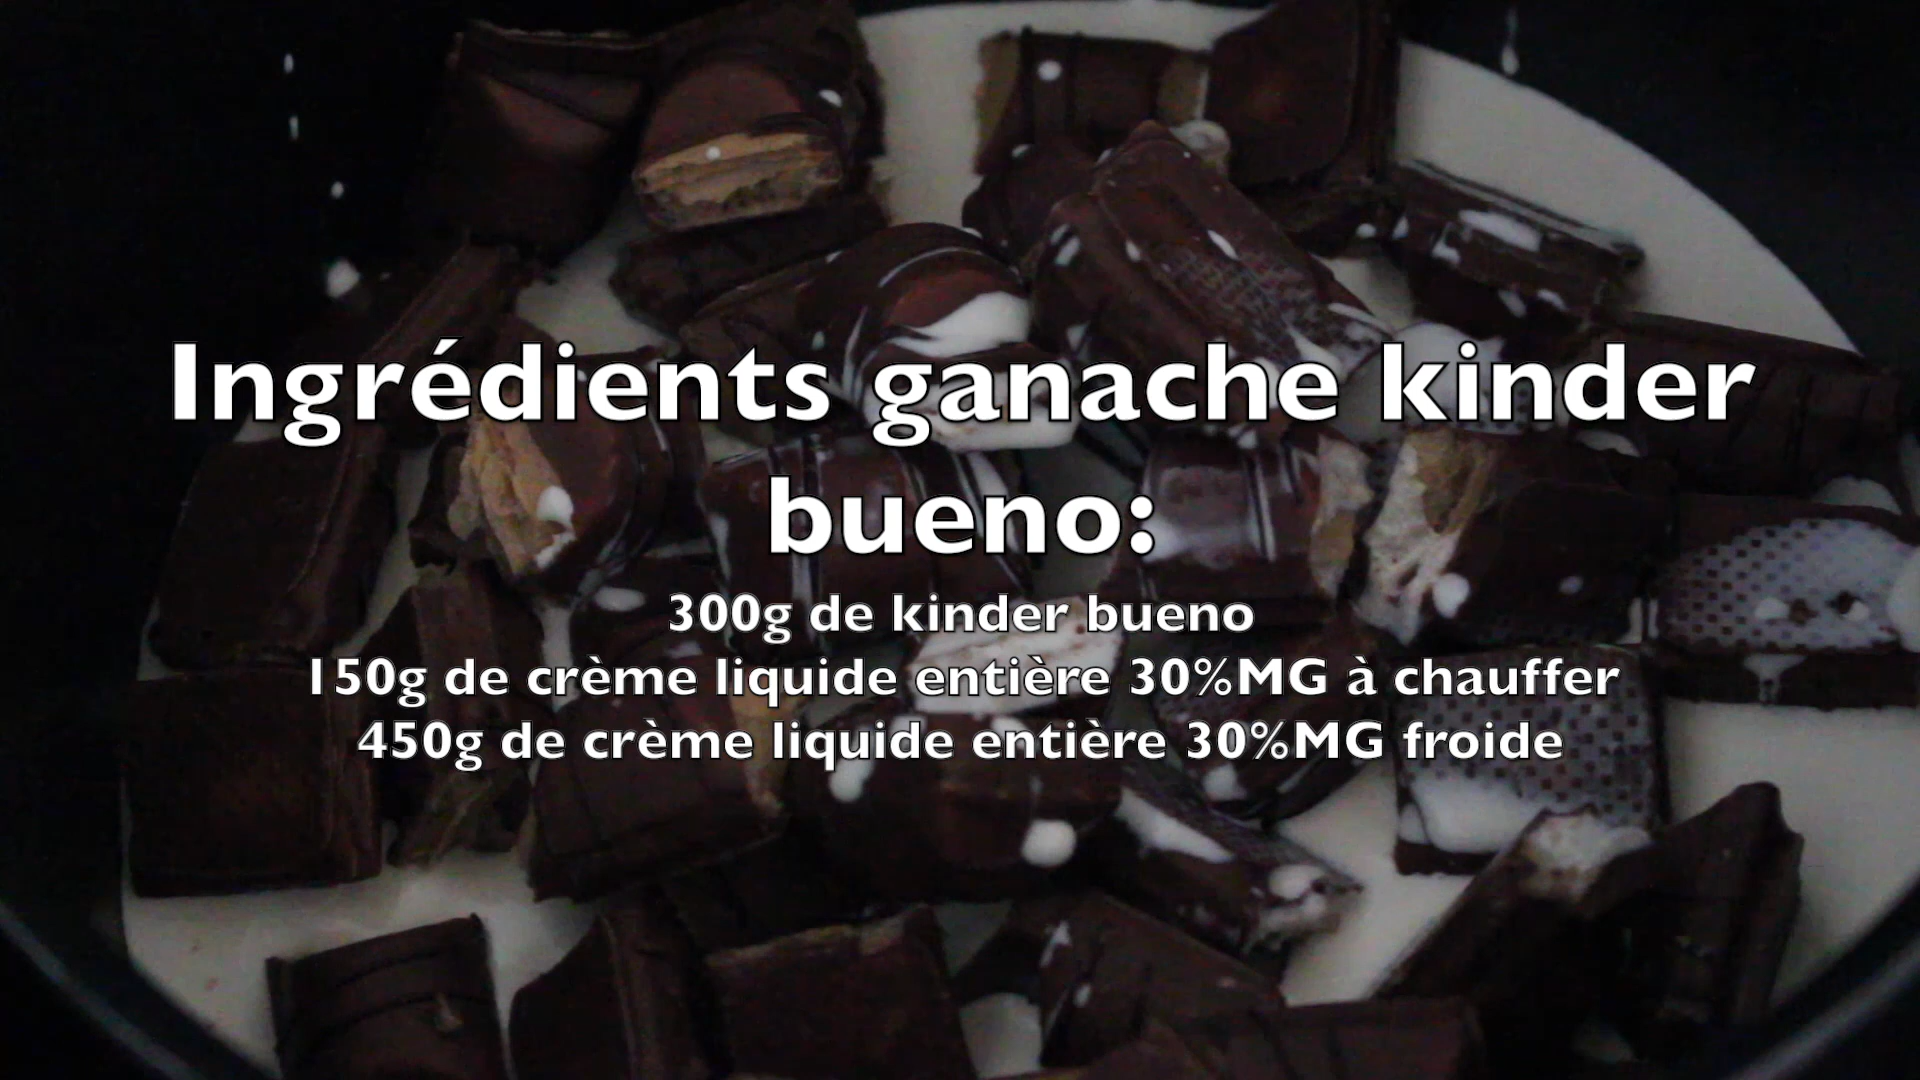 Ingrédients ganache kinder
bueno:
300g de kinder bueno
150g de crème liquide entière 30%MG à chauffer
450g de crème liquide entière 30%MG froide